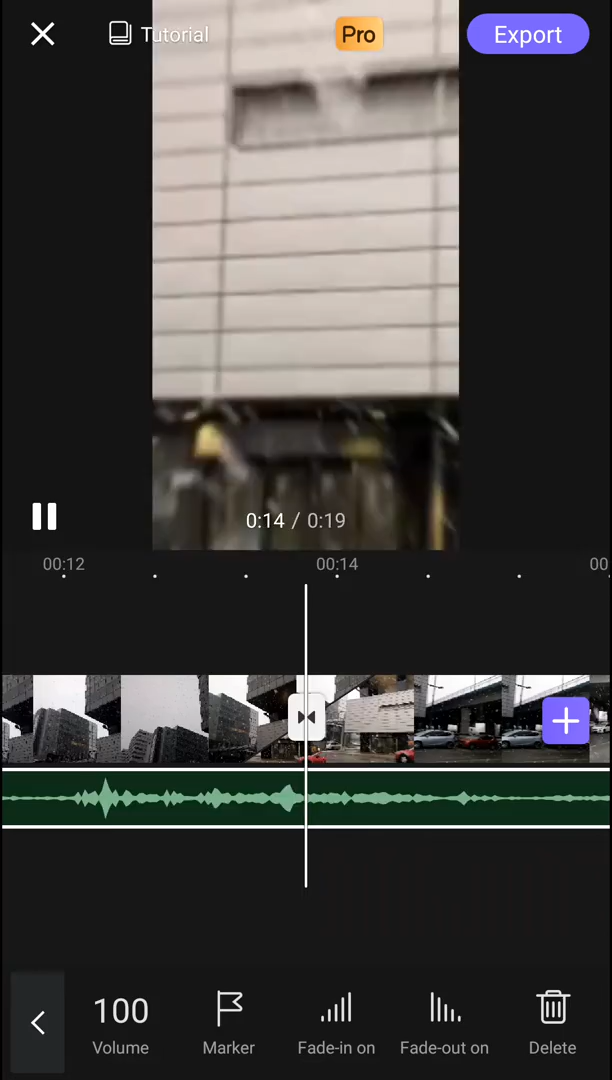 Tutorial
Pro
Export
0:14 / 0:19
00:12
00:14
00
100
Volume
Marker
Fade-in on
Fade-out on
Delete